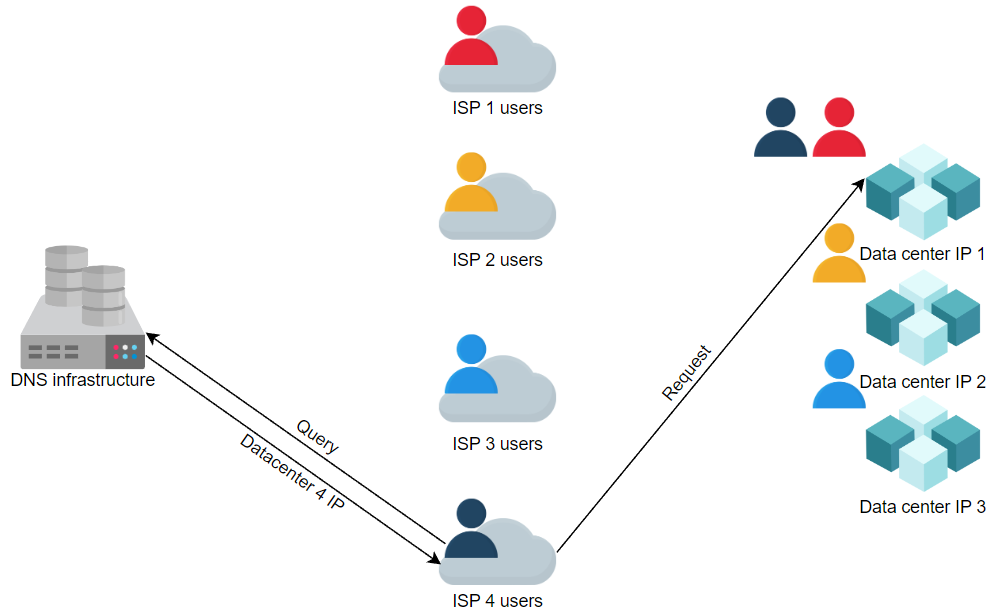 ISP 1 users
ISP 2 users
Data center IP 1
DNS infrastructure
Data center IP 2
Request
Query
ISP 3 users
Datacenter 4 IP
Data center IP 3
ISP 4 users